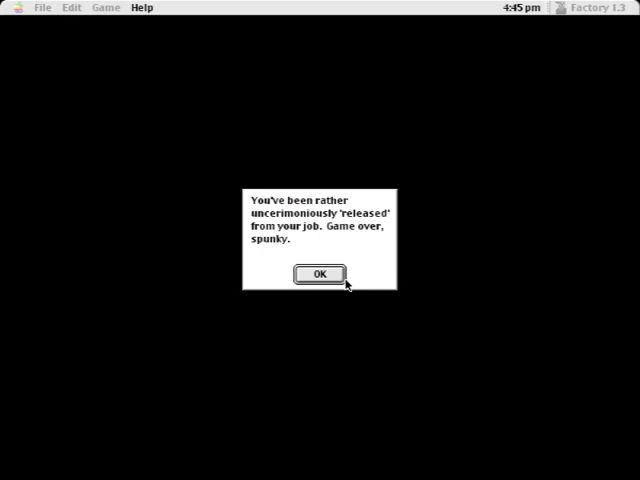 File Edit Game Help 4:45 pm Factory 1.3
You've been rather
uncerimoniously 'released'
from your job. Game over,
spunky.
OK